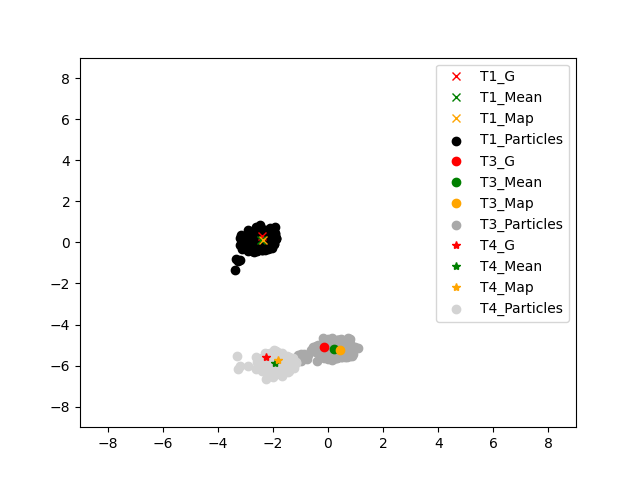 8
6
4
2
0
−2
−4
−6
−8
−8 −6 −4 −2 0 2 4 6 8
T1_G
T1_Mean
T1_Map
T1_Particles
T3_G
T3_Mean
T3_Map
T3_Particles
T4_G
T4_Mean
T4_Map
T4_Particles